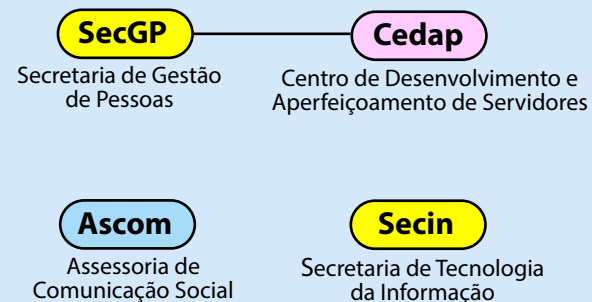 SecGP
Secretaria de Gestão
de Pessoas
Cedap
Centro de Desenvolvimento e
Aperfeiçoamento de Servidores
Ascom
Assessoria de
Comunicação Social
Secin
Secretaria de Tecnologia
da Informação